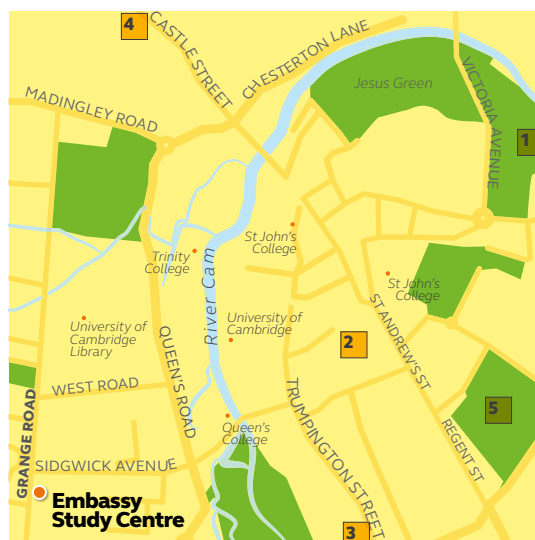 4
CASTLE STREET
CHESTERTON LANE
MADINGLEY ROAD
Jesus Green
VICTORIA AVENUE
1
St John's
College
Trinity
College
River Cam
St John's
College
University of
Cambridge
Library
University of
Cambridge
ST ANDREW'S ST
2
QUEEN'S ROAD
WEST ROAD
GRANGE ROAD
TRUMPINGTON STREET
5
Queen's
College
REGENT ST
SIDGWICK AVENUE
Embassy
Study Centre
3